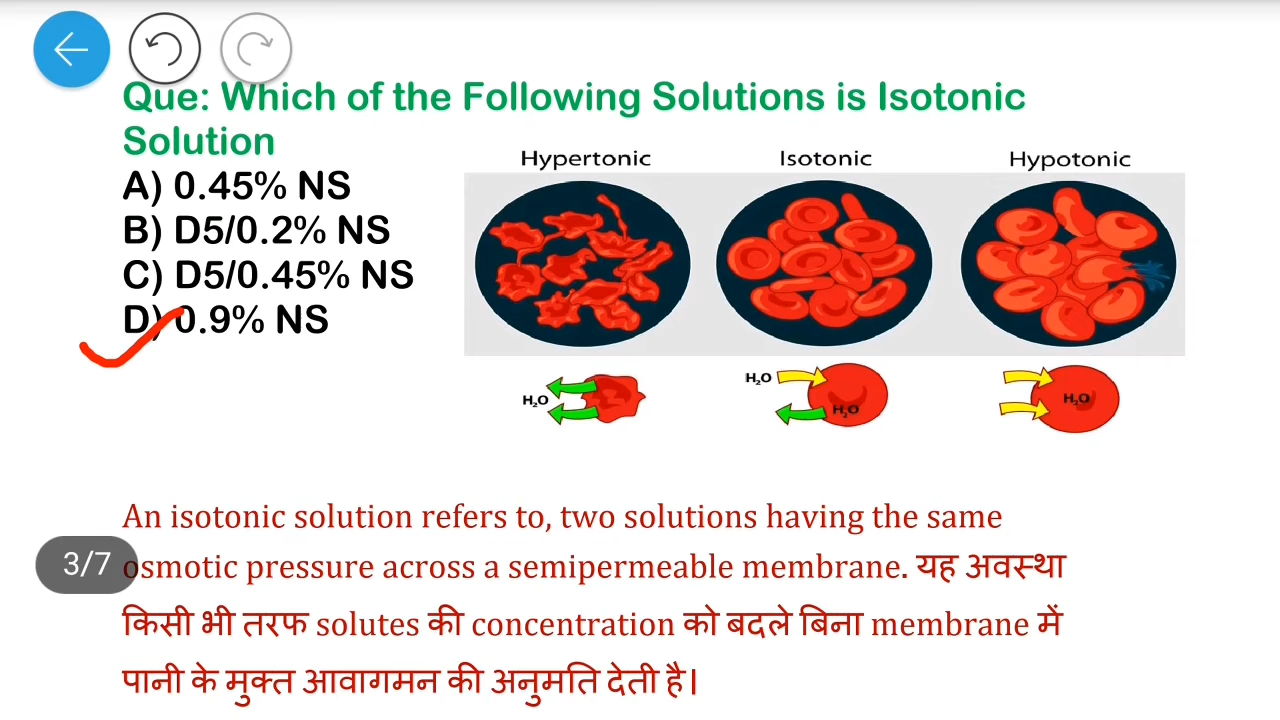 Que: Which of the Following Solutions is Isotonic
Solution
A) 0.45% NS
B) D5/0.2% NS
C) D5/0.45% NS
D) 0.9% NS
Hypertonic
Isotonic
Hypotonic
H₂O
H₂O
H₂O
H₂O
An isotonic solution refers to, two solutions having the same
3/7
osmotic pressure across a semipermeable membrane. यह अवस्था
किसी भी तरफ solutes की concentration को बदले बिना membrane में
पानी के मुक्त आवागमन की अनुमति देती है।